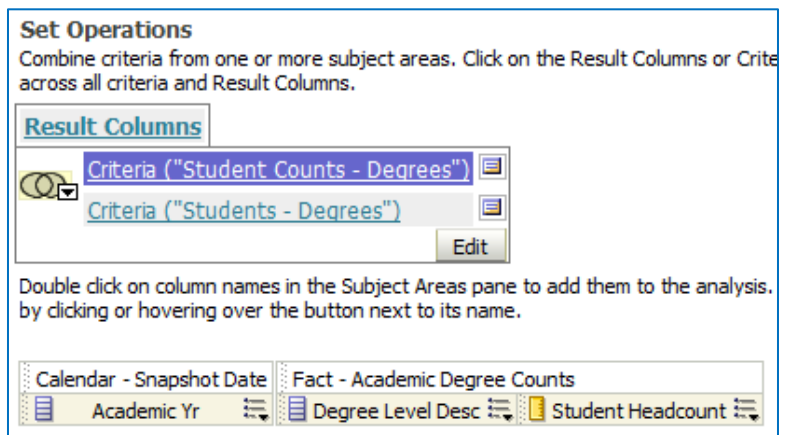 Set Operations
Combine criteria from one or more subject areas. Click on the Result Columns or Crite
across all criteria and Result Columns.
Result Columns
Criteria ("Student Counts - Degrees")
Criteria ("Students - Degrees")
Edit
Double click on column names in the Subject Areas pane to add them to the analysis.
by clicking or hovering over the button next to its name.
Calendar - Snapshot Date Fact - Academic Degree Counts
Academic Yr Degree Level Desc Student Headcount